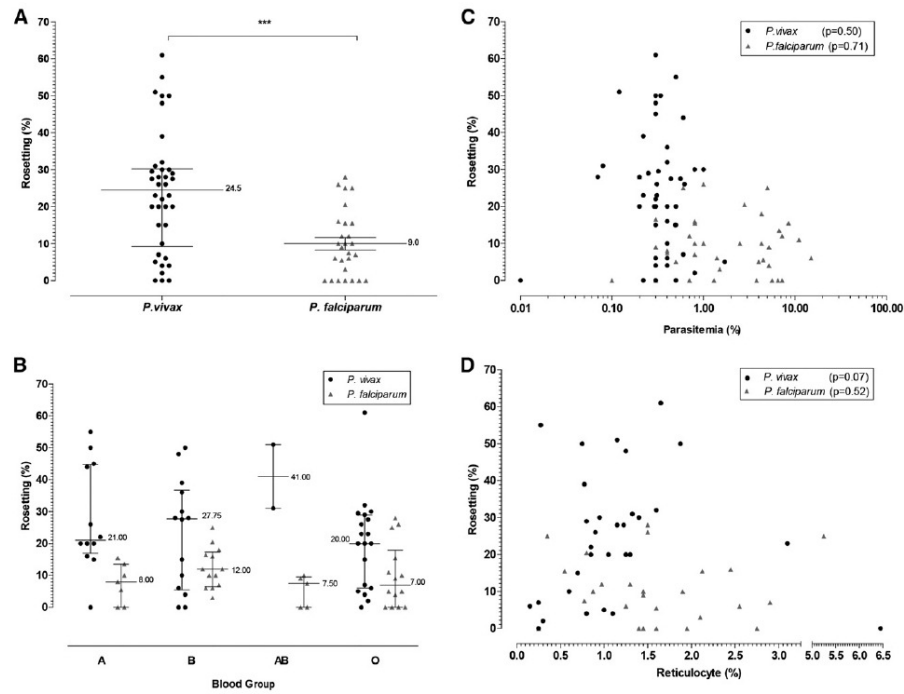 A
***
Rosetting (%)
70
60
50
40
30
20
10
0
24.5
9.0
P.vivax P. falciparum
C
P.vivax (p=0.50)
P.falciparum (p=0.71)
Rosetting (%)
70
60
50
40
30
20
10
0
0.01 0.10 1.00 10.00 100.00
Parasitemia (%)
B
P. vivax
P. falciparum
Rosetting (%)
70
60
50
40
30
20
10
0
21.00
8.00
27.75
12.00
41.00
7.50
20.00
7.00
A B AB O
Blood Group
D
P. vivax (p=0.07)
P. falciparum (p=0.52)
Rosetting (%)
70
60
50
40
30
20
10
0
0.0 0.5 1.0 1.5 2.0 2.5 3.0 5.0 5.5 6.0 6.5
Reticulocyte (%)